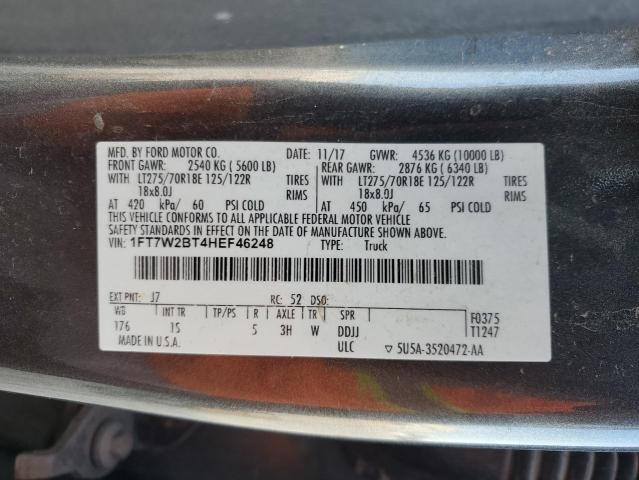 MFD. BY FORD MOTOR CO. DATE: 11/17 GVWR: 4536 KG (10000 LB)
FRONT GAWR: 2540 KG ( 5600 LB) REAR GAWR: 2876 KG ( 6340 LB)
WITH LT275/70R18E 125/122R TIRES WITH LT275/70R18E 125/122R TIRES
18x8.0J RIMS 18x8.0J RIMS
AT 420 kPa/ 60 PSI COLD AT 450 kPa/ 65 PSI COLD
THIS VEHICLE CONFORMS TO ALL APPLICABLE FEDERAL MOTOR VEHICLE
SAFETY STANDARDS IN EFFECT ON THE DATE OF MANUFACTURE SHOWN ABOVE.
VIN: 1FT7W2BT4HEF46248 TYPE: Truck
EXT PNT: J7 RC: 52 DSO: F0375
WB INT TR TP/PS R AXLE TR SPR T1247
176 1S 5 3H W DDJJ
MADE IN U.S.A. ULC ▽ 5U5A-3520472-AA